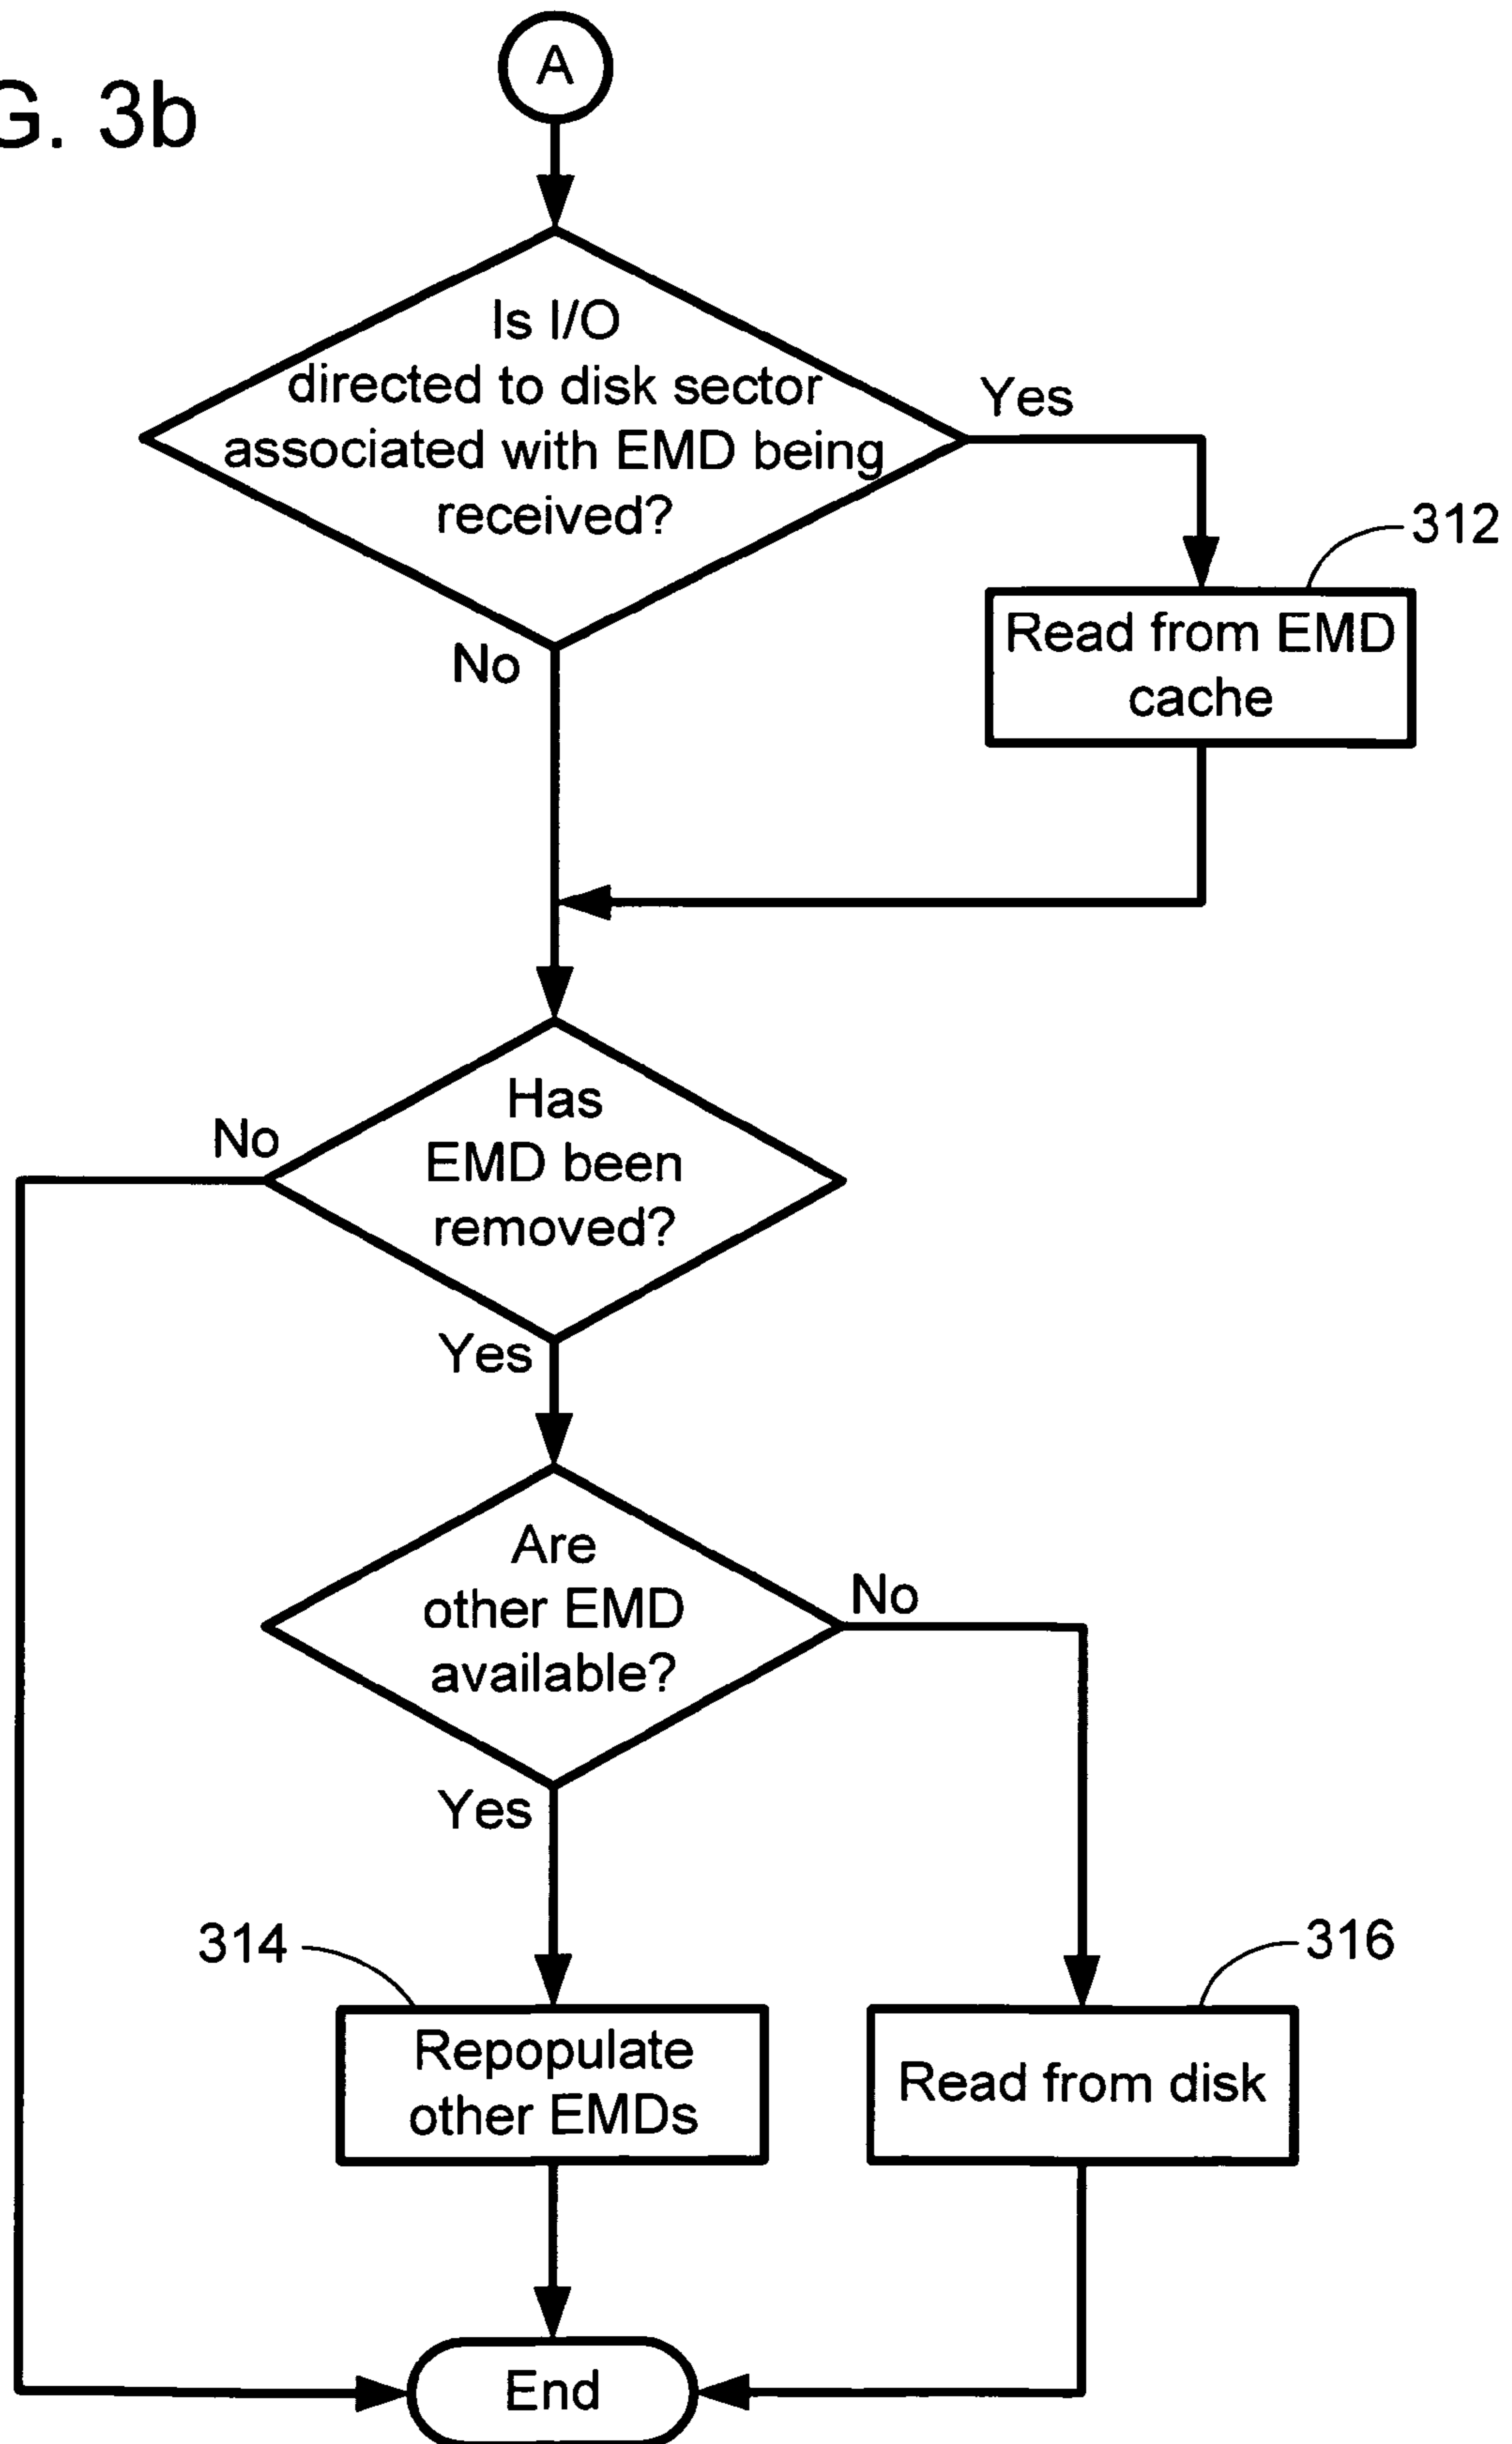 G. 3b
A
Is I/O
directed to disk sector
associated with EMD being
received?
Yes
312
Read from EMD
cache
No
Has
EMD been
removed?
No
Yes
Are
other EMD
available?
No
Yes
314
316
Repopulate
other EMDs
Read from disk
End